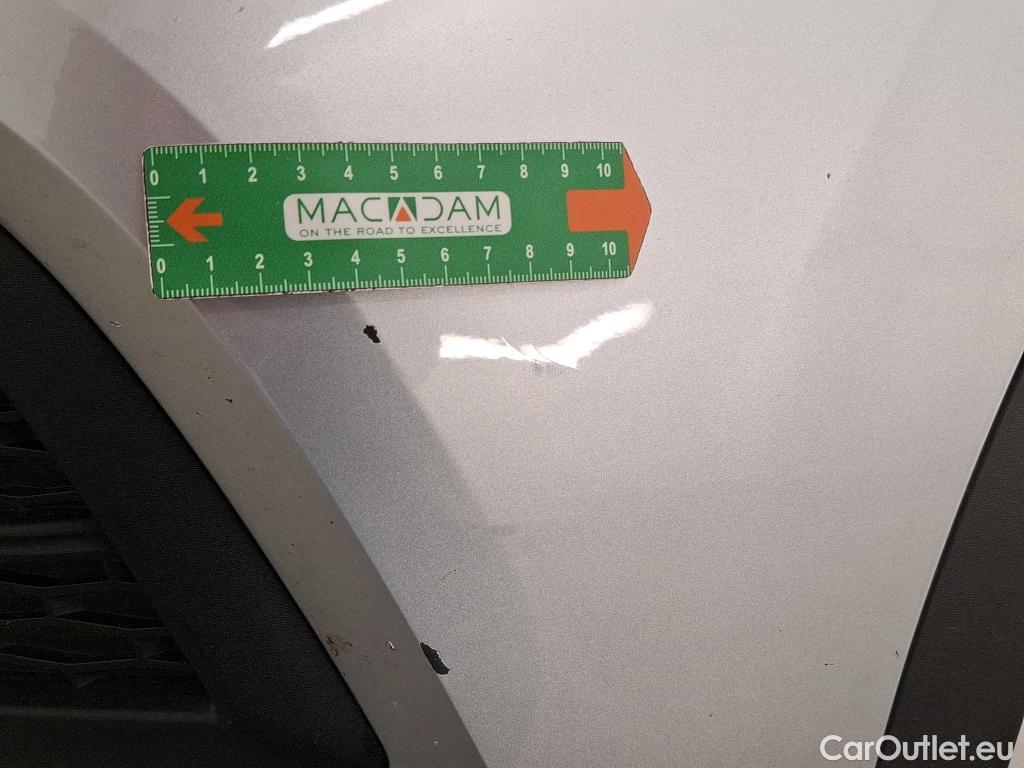 0 1 2 3 4 5 6 7 8 9 10
MACADAM
ON THE ROAD TO EXCELLENCE
0 1 2 3 4 5 6 7 8 9 10
CarOutlet.eu